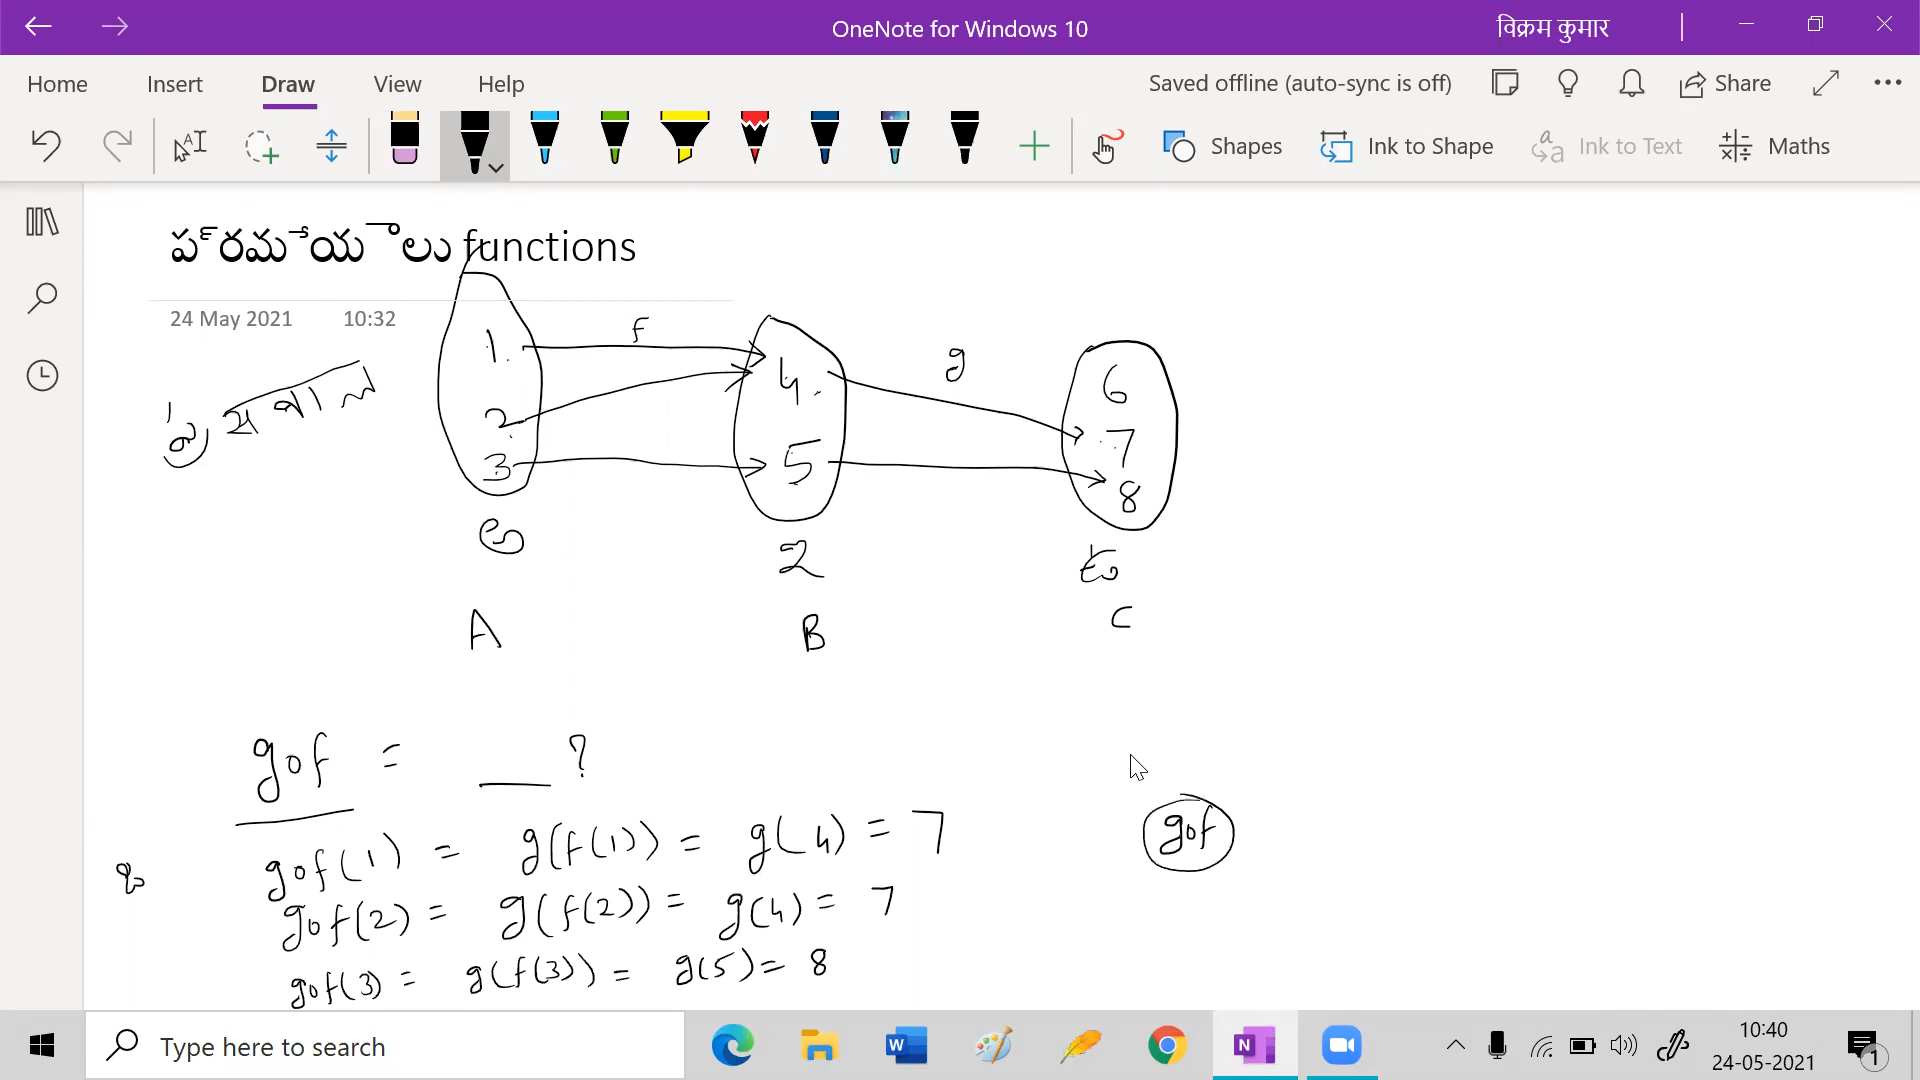 OneNote for Windows 10
विक्रम कुमार
Home Insert Draw View Help
Saved offline (auto-sync is off) Share
Shapes Ink to Shape Ink to Text Maths
functions
24 May 2021 10:32
f
g
1.
4.
6
2
7
3
5
8
A
B
C
gof = __ ?
gof(1) = g(f(1)) = g(4) = 7
gof
gof(2) = g(f(2)) = g(4) = 7
gof(3) = g(f(3)) = g(5) = 8
Type here to search
10:40
24-05-2021
1